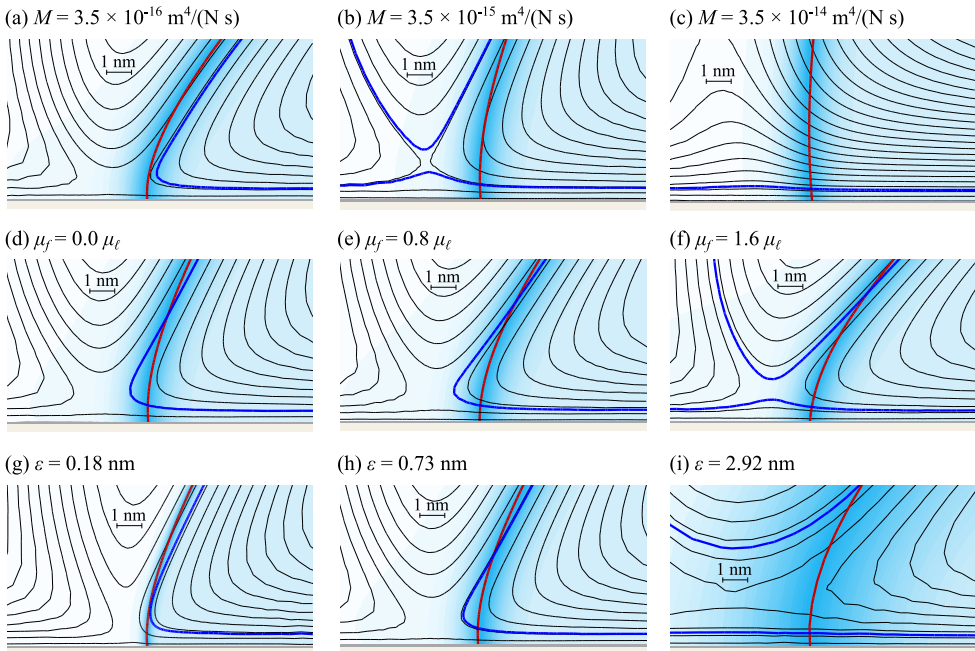 (a) M = 3.5 × 10⁻¹⁶ m⁴/(N s)
(b) M = 3.5 × 10⁻¹⁵ m⁴/(N s)
(c) M = 3.5 × 10⁻¹⁴ m⁴/(N s)
1 nm
1 nm
1 nm
(d) μf = 0.0 μℓ
(e) μf = 0.8 μℓ
(f) μf = 1.6 μℓ
1 nm
1 nm
1 nm
(g) ε = 0.18 nm
(h) ε = 0.73 nm
(i) ε = 2.92 nm
1 nm
1 nm
1 nm